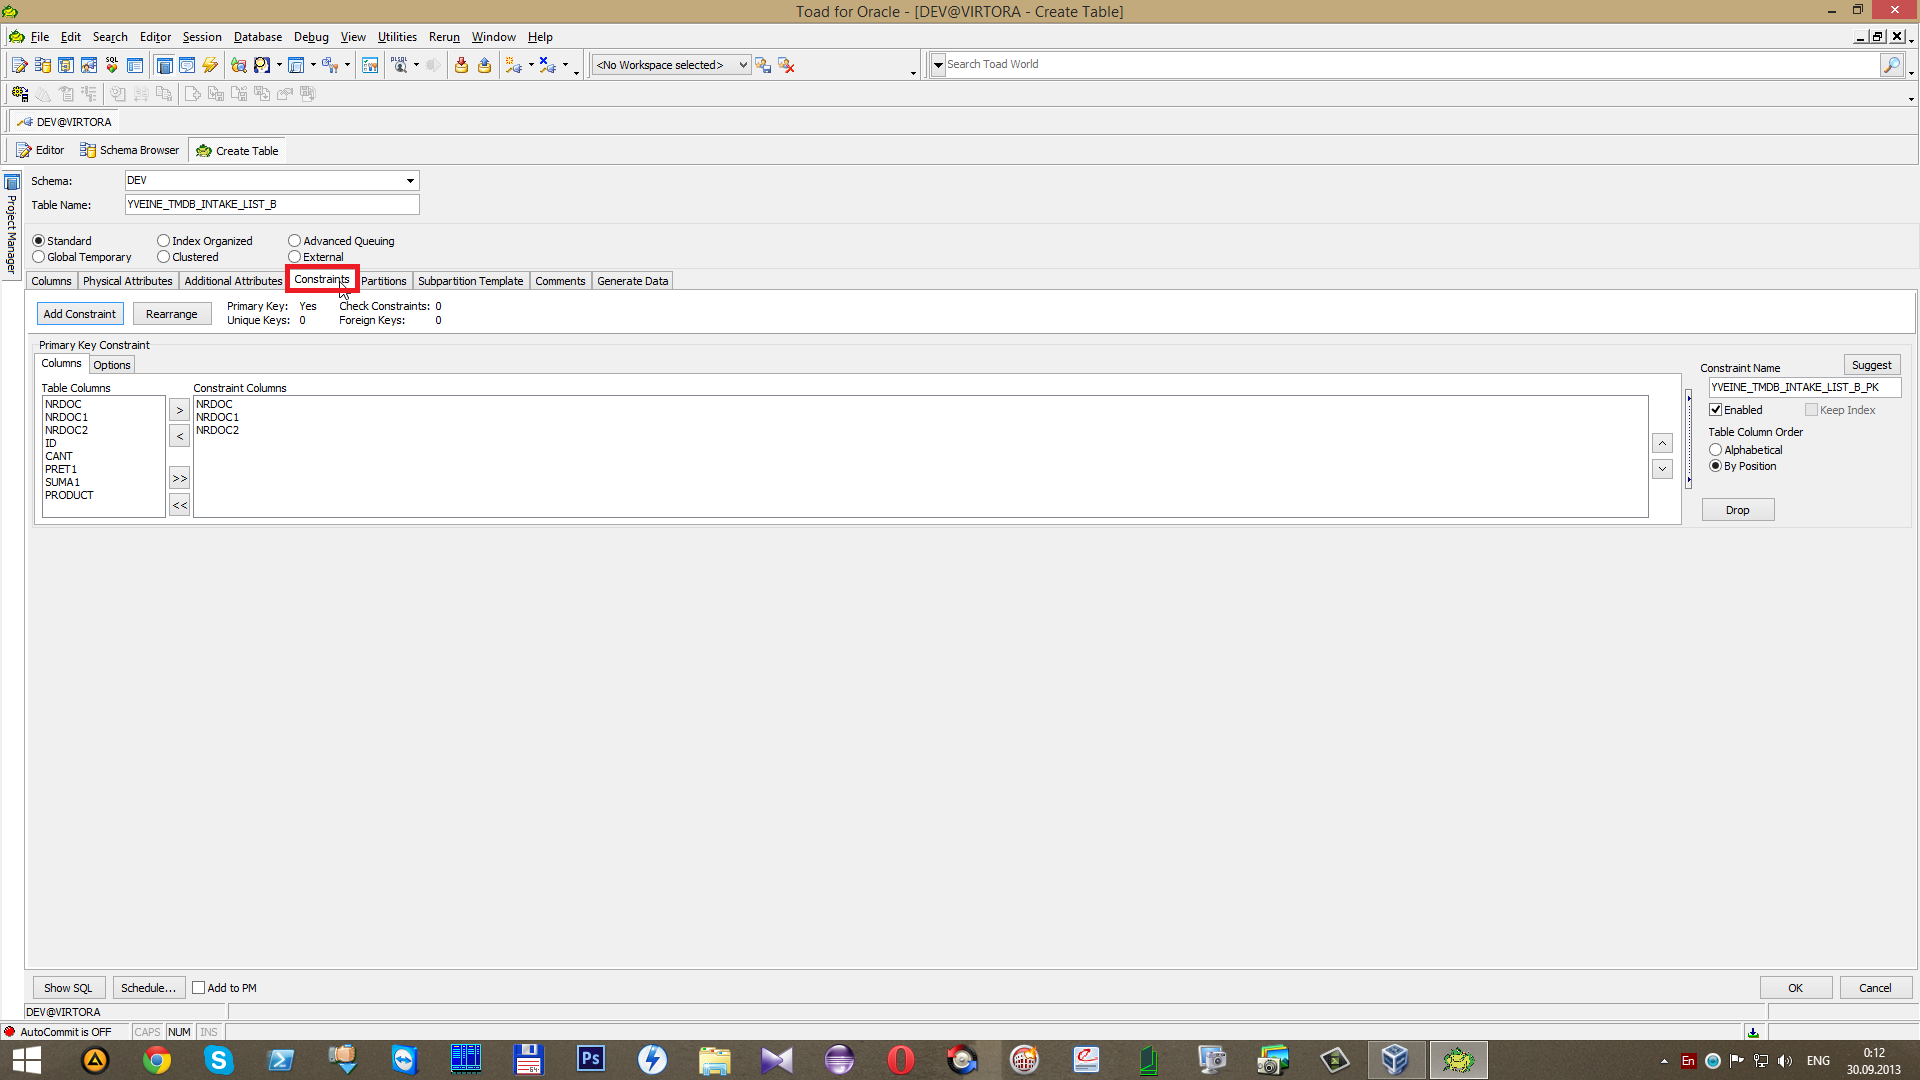 Toad for Oracle - [DEV@VIRTORA - Create Table]
File Edit Search Editor Session Database Debug View Utilities Rerun Window Help
<No Workspace selected> Search Toad World
DEV@VIRTORA
Editor Schema Browser Create Table
Project Manager
Schema: DEV
Table Name: YVEINE_TMDB_INTAKE_LIST_B
Standard Index Organized Advanced Queuing
Global Temporary Clustered External
Columns Physical Attributes Additional Attributes Constraints Partitions Subpartition Template Comments Generate Data
Add Constraint Rearrange
Primary Key: Yes Check Constraints: 0
Unique Keys: 0 Foreign Keys: 0
Primary Key Constraint
Columns Options
Table Columns
NRDOC
NRDOC1
NRDOC2
ID
CANT
PRET1
SUMA1
PRODUCT
>
<
>>
<<
Constraint Columns
NRDOC
NRDOC1
NRDOC2
Constraint Name Suggest
YVEINE_TMDB_INTAKE_LIST_B_PK
Enabled Keep Index
Table Column Order
Alphabetical
By Position
Drop
Show SQL Schedule... Add to PM OK Cancel
DEV@VIRTORA
AutoCommit is OFF CAPS NUM INS
Ps
En ENG 0:12
30.09.2013